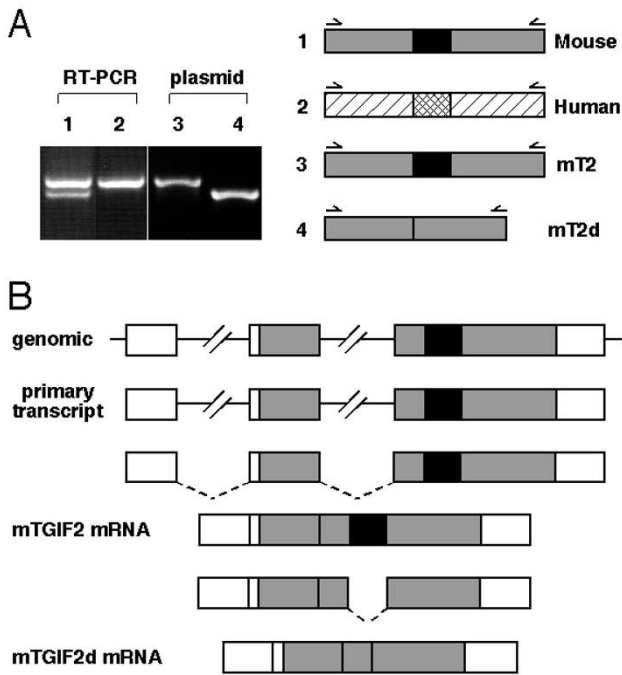 A
RT-PCR plasmid
1 2 3 4
1 Mouse
2 Human
3 mT2
4 mT2d
B
genomic
primary
transcript
mTGIF2 mRNA
mTGIF2d mRNA